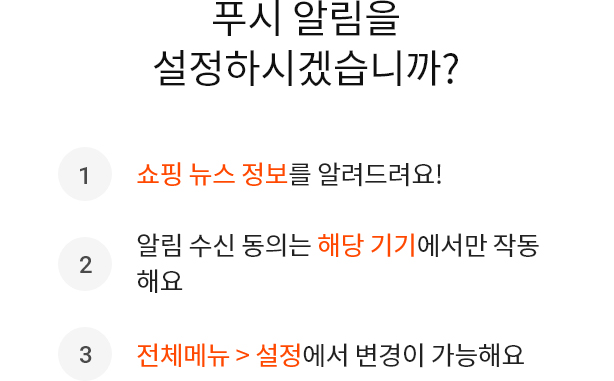 푸시 알림을
설정하시겠습니까?
1 쇼핑 뉴스 정보를 알려드려요!
2 알림 수신 동의는 해당 기기에서만 작동
해요
3 전체메뉴 > 설정에서 변경이 가능해요